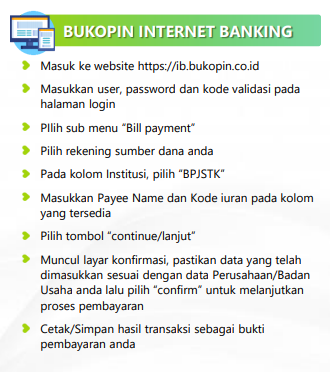 BUKOPIN INTERNET BANKING
Masuk ke website https://ib.bukopin.co.id
Masukkan user, password dan kode validasi pada
halaman login
PIlih sub menu “Bill payment”
Pilih rekening sumber dana anda
Pada kolom Institusi, pilih “BPJSTK”
Masukkan Payee Name dan Kode iuran pada kolom
yang tersedia
Pilih tombol “continue/lanjut”
Muncul layar konfirmasi, pastikan data yang telah
dimasukkan sesuai dengan data Perusahaan/Badan
Usaha anda lalu pilih “confirm” untuk melanjutkan
proses pembayaran
Cetak/Simpan hasil transaksi sebagai bukti
pembayaran anda